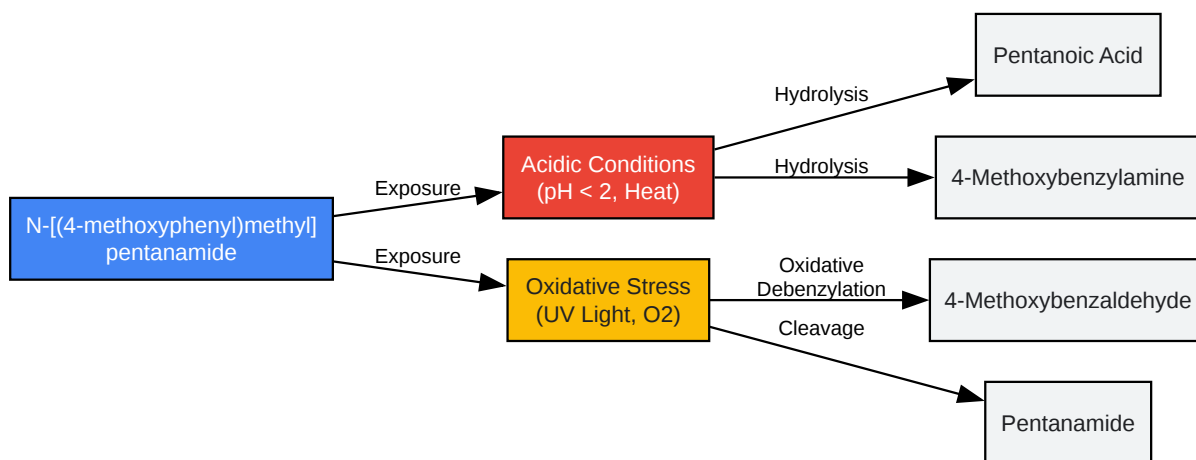 N-[(4-methoxyphenyl)methyl]
pentanamide
Exposure
Exposure
Acidic Conditions
(pH < 2, Heat)
Oxidative Stress
(UV Light, O2)
Hydrolysis
Hydrolysis
Oxidative
Debenzylation
Cleavage
Pentanoic Acid
4-Methoxybenzylamine
4-Methoxybenzaldehyde
Pentanamide